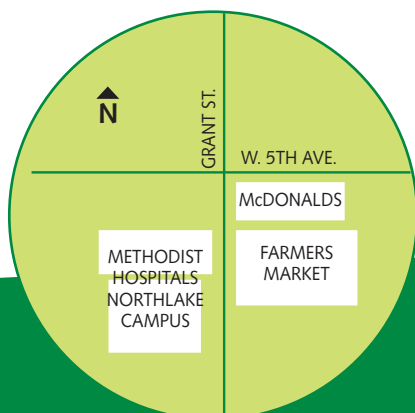 N
GRANT ST.
W. 5TH AVE.
McDONALDS
METHODIST
HOSPITALS
NORTHLAKE
CAMPUS
FARMERS
MARKET